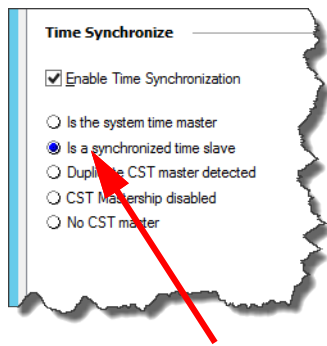 Time Synchronize
Enable Time Synchronization
Is the system time master
Is a synchronized time slave
Duplicate CST master detected
CST Mastership disabled
No CST master